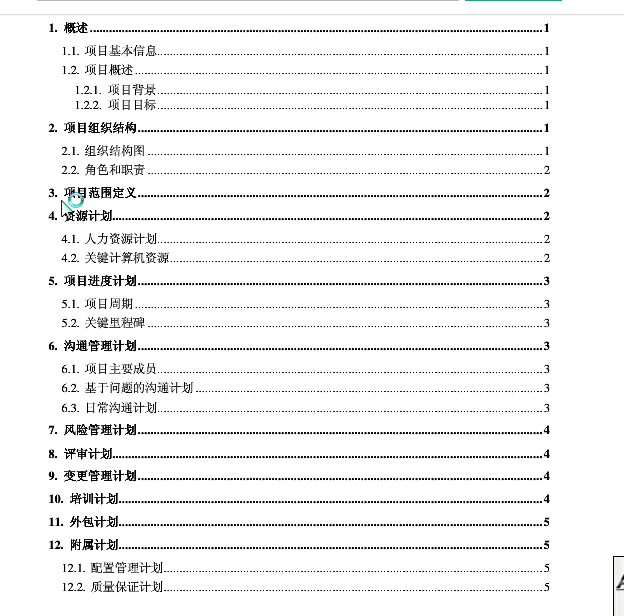 1. 概述 1
1.1. 项目基本信息 1
1.2. 项目概述 1
1.2.1. 项目背景 1
1.2.2. 项目目标 1
2. 项目组织结构 1
2.1. 组织结构图 1
2.2. 角色和职责 2
3. 项目范围定义 2
4. 资源计划 2
4.1. 人力资源计划 2
4.2. 关键计算机资源 2
5. 项目进度计划 3
5.1. 项目周期 3
5.2. 关键里程碑 3
6. 沟通管理计划 3
6.1. 项目主要成员 3
6.2. 基于问题的沟通计划 3
6.3. 日常沟通计划 3
7. 风险管理计划 4
8. 评审计划 4
9. 变更管理计划 4
10. 培训计划 4
11. 外包计划 5
12. 附属计划 5
12.1. 配置管理计划 5
12.2. 质量保证计划 5